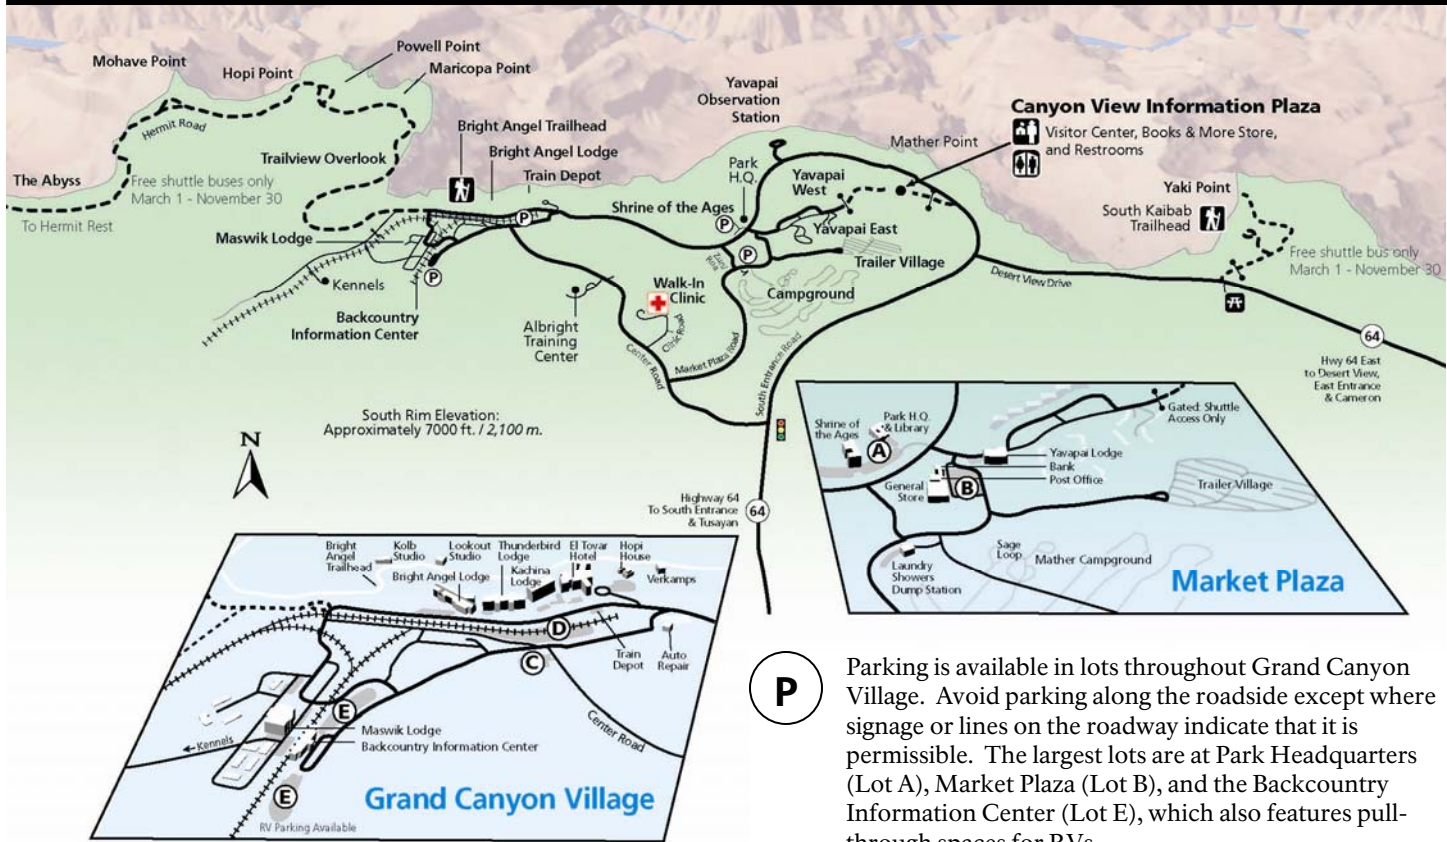 Powell Point
Mohave Point
Hopi Point
Maricopa Point
Hermit Road
Trailview Overlook
The Abyss
Free shuttle buses only
March 1 - November 30
To Hermit Rest
Bright Angel Trailhead
Bright Angel Lodge
Train Depot
Maswik Lodge
Kennels
Backcountry
Information Center
P
P
Yavapai
Observation
Station
Park
H.Q.
Shrine of the Ages
P
P
Yavapai
West
Yavapai East
Mather Point
Canyon View Information Plaza
Visitor Center, Books & More Store,
and Restrooms
Trailer Village
Campground
Walk-In
Clinic
Clinic Road
Albright
Training
Center
Center Road
Market Plaza Road
South Entrance Road
Desert View Drive
Yaki Point
South Kaibab
Trailhead
Free shuttle bus only
March 1 - November 30
64
Hwy 64 East
to Desert View,
East Entrance
& Cameron
South Rim Elevation:
Approximately 7000 ft. / 2,100 m.
N
Highway 64
To South Entrance
& Tusayan
64
Gated: Shuttle
Access Only
Shrine of
the Ages
Park H.Q.
& Library
A
Yavapai Lodge
Bank
Post Office
General
Store
B
Trailer Village
Sage
Loop
Mather Campground
Laundry
Showers
Dump Station
Market Plaza
Bright
Angel
Trailhead
Kolb
Studio
Lookout
Studio
Thunderbird
Lodge
El Tovar
Hotel
Hopi
House
Bright Angel Lodge
Kachina
Lodge
Verkamps
D
C
Train
Depot
Auto
Repair
Center Road
E
Maswik Lodge
Backcountry Information Center
Kennels
E
RV Parking Available
Grand Canyon Village
P
Parking is available in lots throughout Grand Canyon
Village. Avoid parking along the roadside except where
signage or lines on the roadway indicate that it is
permissible. The largest lots are at Park Headquarters
(Lot A), Market Plaza (Lot B), and the Backcountry
Information Center (Lot E), which also features pull-
through spaces for RVs.